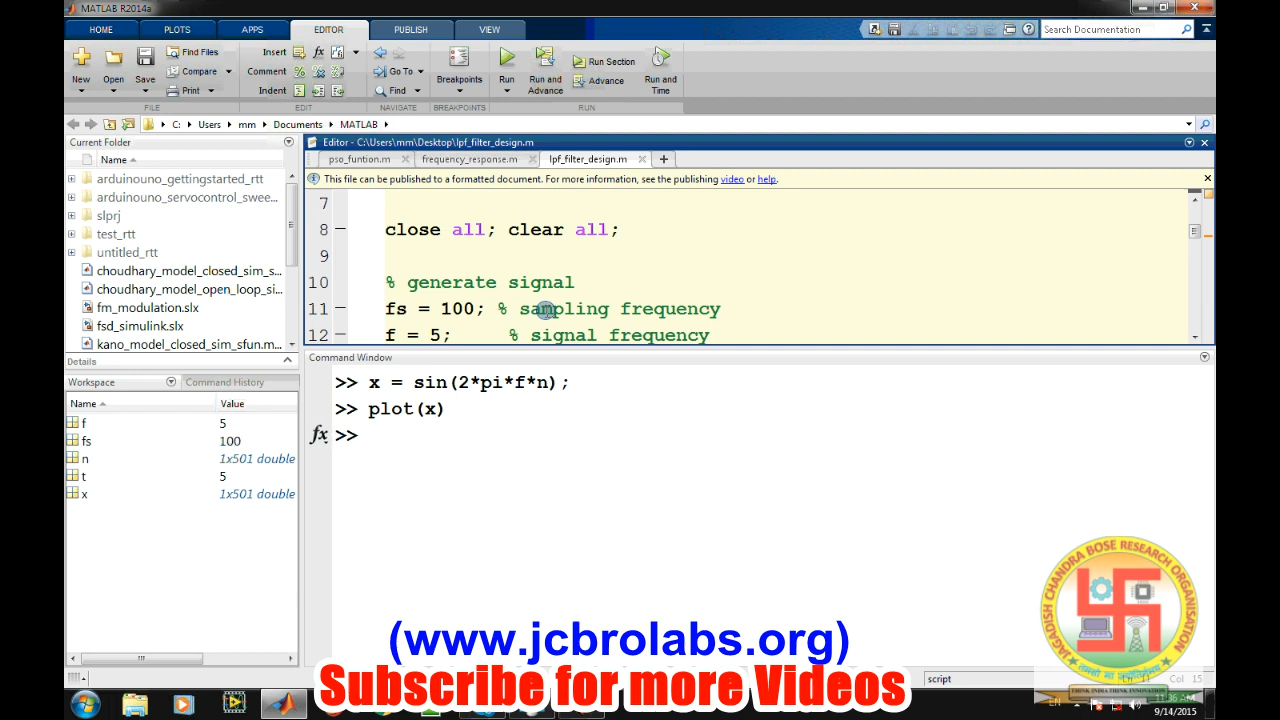 MATLAB R2014a
HOME PLOTS APPS EDITOR PUBLISH VIEW
Search Documentation
New Open Save
Find Files
Compare
Print
Insert
Comment
Indent
Go To
Find
Breakpoints
Run
Run and Advance
Run Section
Advance
Run and Time
FILE EDIT NAVIGATE BREAKPOINTS RUN
C: Users mm Documents MATLAB
Current Folder
Name
arduinouno_gettingstarted_rtt
arduinouno_servocontrol_swee...
slprj
test_rtt
untitled_rtt
choudhary_model_closed_sim_s...
choudhary_model_open_loop_si...
fm_modulation.slx
fsd_simulink.slx
kano_model_closed_sim_sfun.m...
Details
Workspace Command History
Name Value
f 5
fs 100
n 1x501 double
t 5
x 1x501 double
Editor - C:\Users\mm\Desktop\lpf_filter_design.m
pso_funtion.m frequency_response.m lpf_filter_design.m
This file can be published to a formatted document. For more information, see the publishing video or help.
7
8 close all; clear all;
9
10 % generate signal
11 fs = 100; % sampling frequency
12 f = 5; % signal frequency
Command Window
>> x = sin(2*pi*f*n);
>> plot(x)
fx >>
(www.jcbrolabs.org)
Subscribe for more Videos
JAGADISH CHANDRA BOSE RESEARCH ORGANISATION
THINK INDIA THINK INNOVATION
script Ln 11 Col 15
EN
11:36 AM
9/14/2015